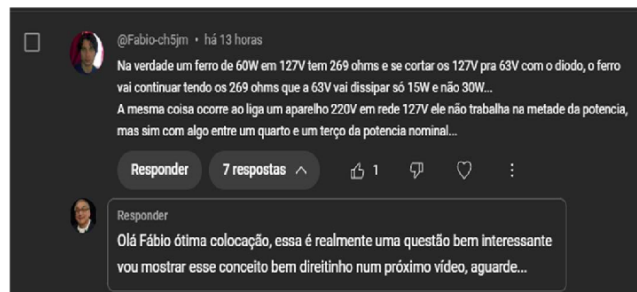 @Fabio-ch5jm • há 13 horas
Na verdade um ferro de 60W em 127V tem 269 ohms e se cortar os 127V pra 63V com o diodo, o ferro
vai continuar tendo os 269 ohms que a 63V vai dissipar só 15W e não 30W...
A mesma coisa ocorre ao liga um aparelho 220V em rede 127V ele não trabalha na metade da potencia,
mas sim com algo entre um quarto e um terço da potencia nominal...
Responder 7 respostas 1
Responder
Olá Fábio ótima colocação, essa é realmente uma questão bem interessante
vou mostrar esse conceito bem direitinho num próximo vídeo, aguarde...